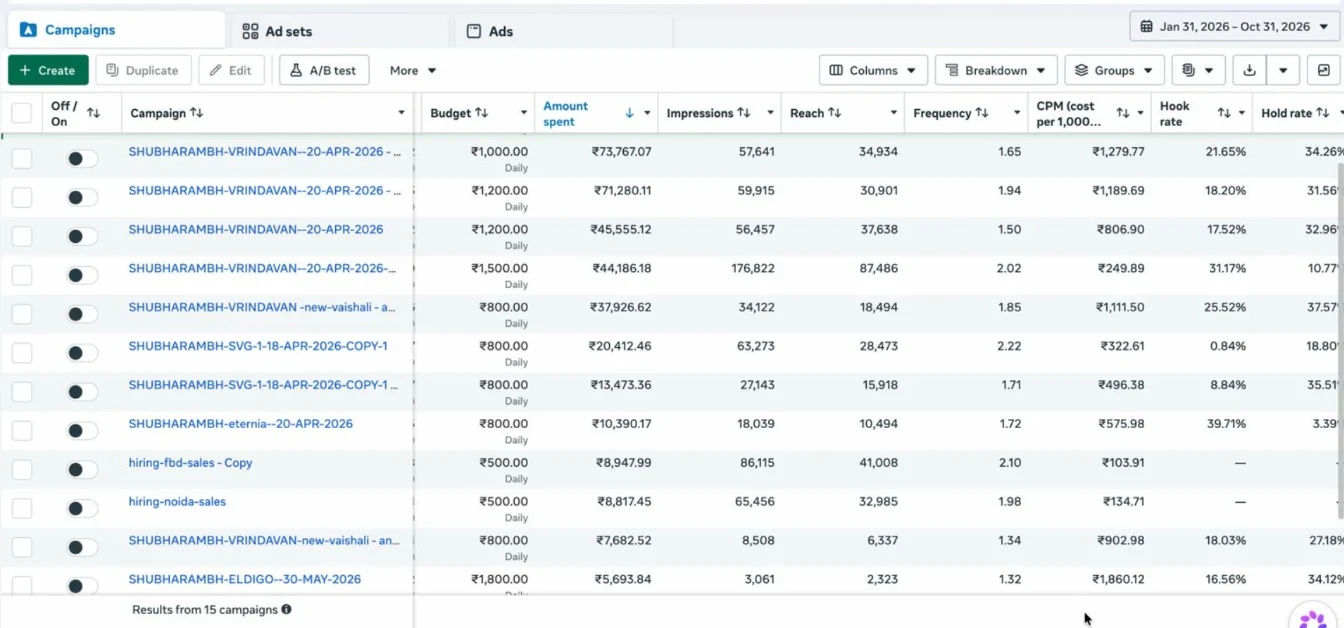 Campaigns
Ad sets
Ads
Jan 31, 2026 – Oct 31, 2026
+ Create
Duplicate
Edit
A/B test
More
Columns
Breakdown
Groups
Off / On
Campaign
Budget
Amount spent
Impressions
Reach
Frequency
CPM (cost per 1,000...
Hook rate
Hold rate
SHUBHARAMBH-VRINDAVAN--20-APR-2026 - ... ₹1,000.00 ₹73,767.07 57,641 34,934 1.65 ₹1,279.77 21.65% 34.26%
Daily
SHUBHARAMBH-VRINDAVAN--20-APR-2026 - ... ₹1,200.00 ₹71,280.11 59,915 30,901 1.94 ₹1,189.69 18.20% 31.56
Daily
SHUBHARAMBH-VRINDAVAN--20-APR-2026 ₹1,200.00 ₹45,555.12 56,457 37,638 1.50 ₹806.90 17.52% 32.96
Daily
SHUBHARAMBH-VRINDAVAN--20-APR-2026-... ₹1,500.00 ₹44,186.18 176,822 87,486 2.02 ₹249.89 31.17% 10.77
Daily
SHUBHARAMBH-VRINDAVAN -new-vaishali - a... ₹800.00 ₹37,926.62 34,122 18,494 1.85 ₹1,111.50 25.52% 37.57
Daily
SHUBHARAMBH-SVG-1-18-APR-2026-COPY-1 ₹800.00 ₹20,412.46 63,273 28,473 2.22 ₹322.61 0.84% 18.80
Daily
SHUBHARAMBH-SVG-1-18-APR-2026-COPY-1 ... ₹800.00 ₹13,473.36 27,143 15,918 1.71 ₹496.38 8.84% 35.51
Daily
SHUBHARAMBH-eternia--20-APR-2026 ₹800.00 ₹10,390.17 18,039 10,494 1.72 ₹575.98 39.71% 3.39
Daily
hiring-fbd-sales - Copy ₹500.00 ₹8,947.99 86,115 41,008 2.10 ₹103.91 —
Daily
hiring-noida-sales ₹500.00 ₹8,817.45 65,456 32,985 1.98 ₹134.71 —
Daily
SHUBHARAMBH-VRINDAVAN-new-vaishali - an... ₹800.00 ₹7,682.52 8,508 6,337 1.34 ₹902.98 18.03% 27.18%
Daily
SHUBHARAMBH-ELDIGO--30-MAY-2026 ₹1,800.00 ₹5,693.84 3,061 2,323 1.32 ₹1,860.12 16.56% 34.12%
Results from 15 campaigns